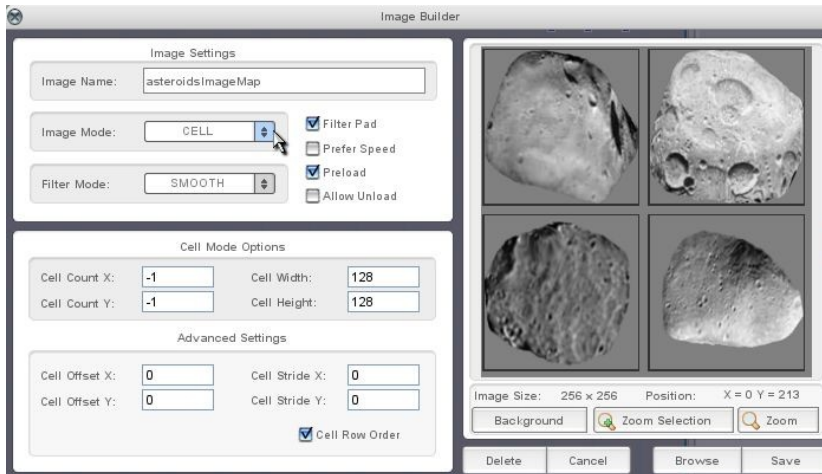 Image Builder
Image Settings
Image Name: asteroidsImageMap
Image Mode: CELL
Filter Mode: SMOOTH
Filter Pad
Prefer Speed
Preload
Allow Unload
Cell Mode Options
Cell Count X: -1 Cell Width: 128
Cell Count Y: -1 Cell Height: 128
Advanced Settings
Cell Offset X: 0 Cell Stride X: 0
Cell Offset Y: 0 Cell Stride Y: 0
Cell Row Order
Image Size: 256 x 256 Position: X = 0 Y = 213
Background Zoom Selection Zoom
Delete Cancel Browse Save